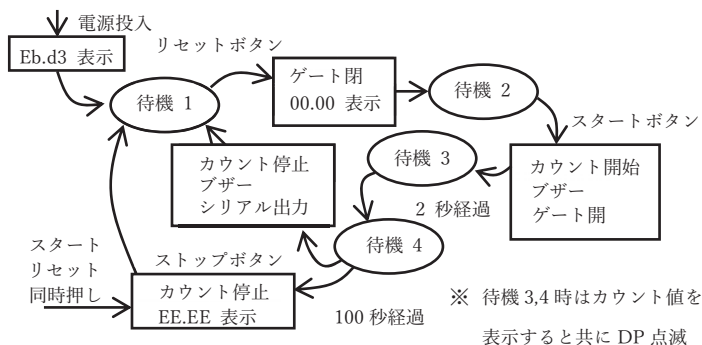 電源投入
Eb.d3 表示
リセットボタン
待機 1
ゲート閉
00.00 表示
待機 2
スタートボタン
カウント開始
ブザー
ゲート開
待機 3
2 秒経過
カウント停止
ブザー
シリアル出力
待機 4
ストップボタン
スタート
リセット
同時押し
カウント停止
EE.EE 表示
100 秒経過
※ 待機 3,4 時はカウント値を
表示すると共に DP 点滅